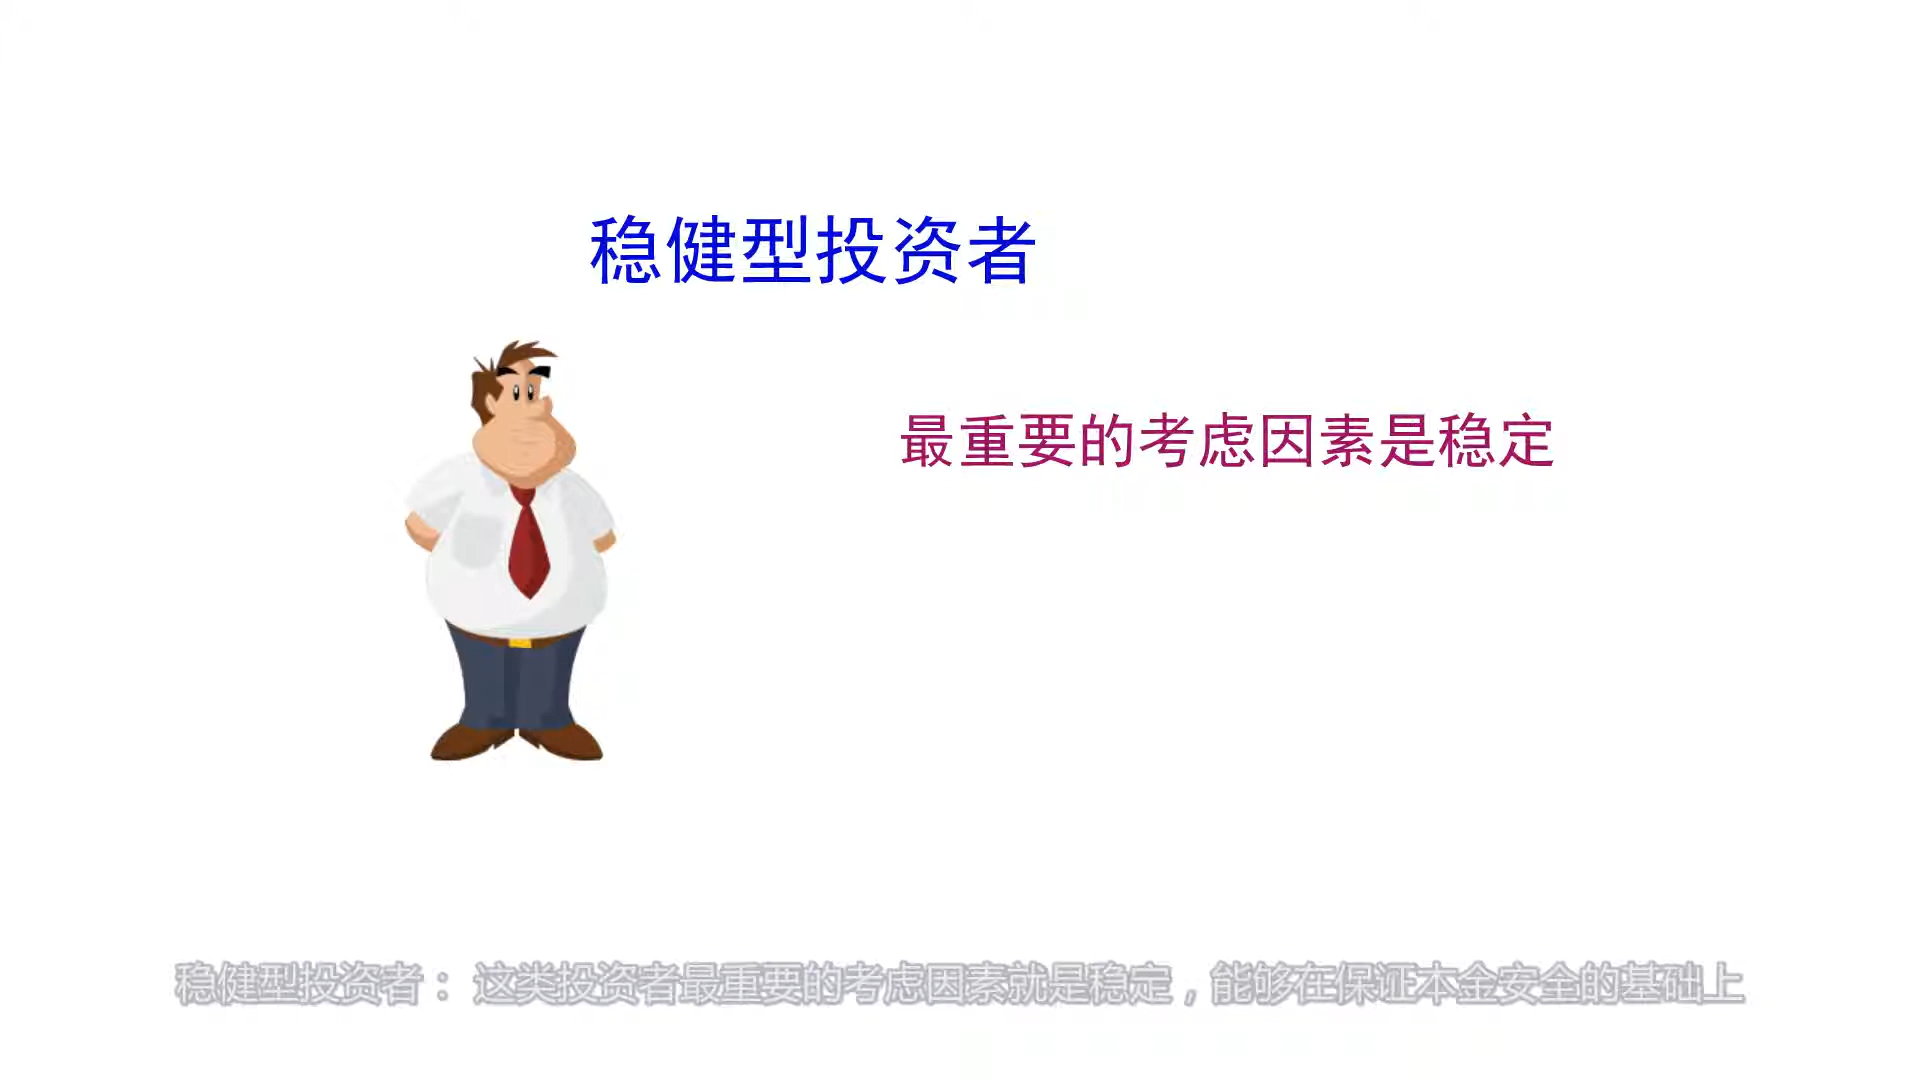 稳健型投资者
最重要的考虑因素是稳定
稳健型投资者： 这类投资者最重要的考虑因素就是稳定，能够在保证本金安全的基础上